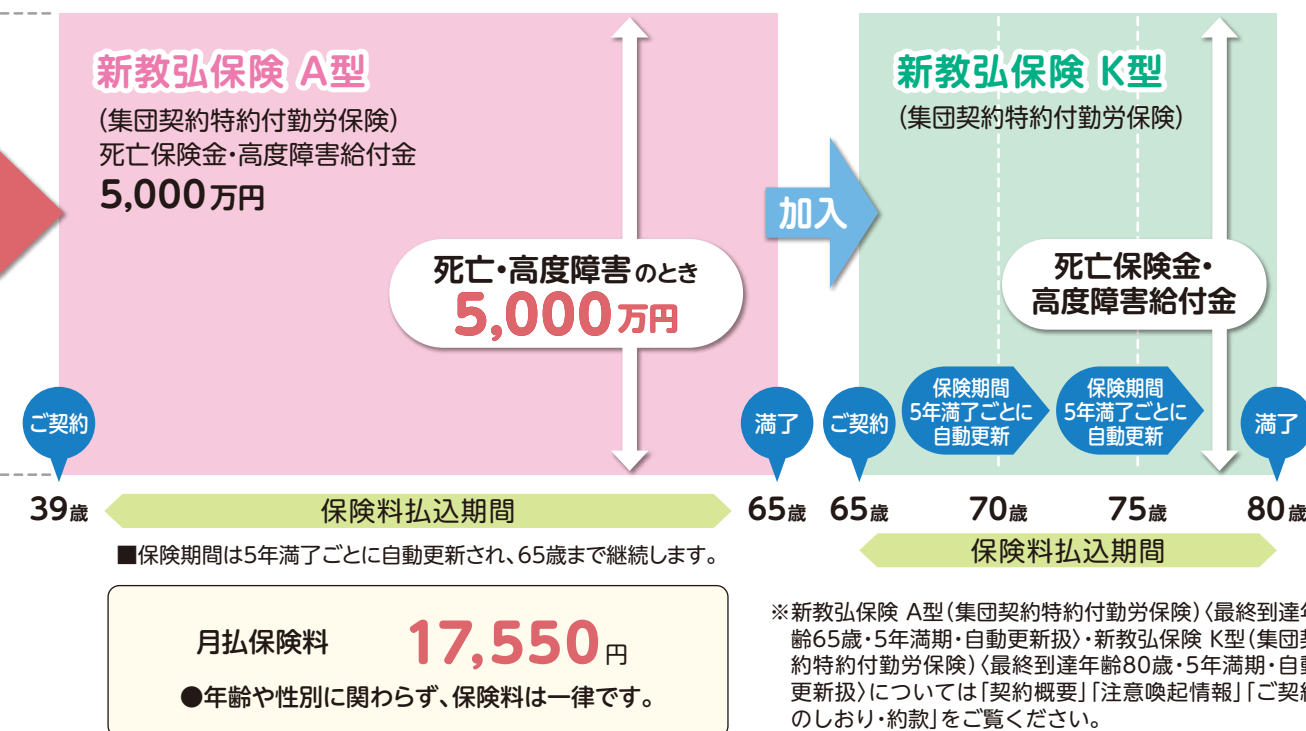 新教弘保険 A型
(集団契約特約付勤労保険)
死亡保険金・高度障害給付金
5,000万円
死亡・高度障害のとき
5,000万円
加入
新教弘保険 K型
(集団契約特約付勤労保険)
死亡保険金・
高度障害給付金
ご契約
満了
ご契約
保険期間
5年満了ごとに
自動更新
保険期間
5年満了ごとに
自動更新
満了
39歳
保険料払込期間
65歳
65歳
70歳
75歳
80歳
保険料払込期間
■保険期間は5年満了ごとに自動更新され、65歳まで継続します。
月払保険料 17,550円
●年齢や性別に関わらず、保険料は一律です。
※新教弘保険 A型(集団契約特約付勤労保険)〈最終到達年
齢65歳・5年満期・自動更新扱〉・新教弘保険 K型(集団契
約特約付勤労保険)〈最終到達年齢80歳・5年満期・自動
更新扱〉については「契約概要」「注意喚起情報」「ご契約
のしおり・約款」をご覧ください。